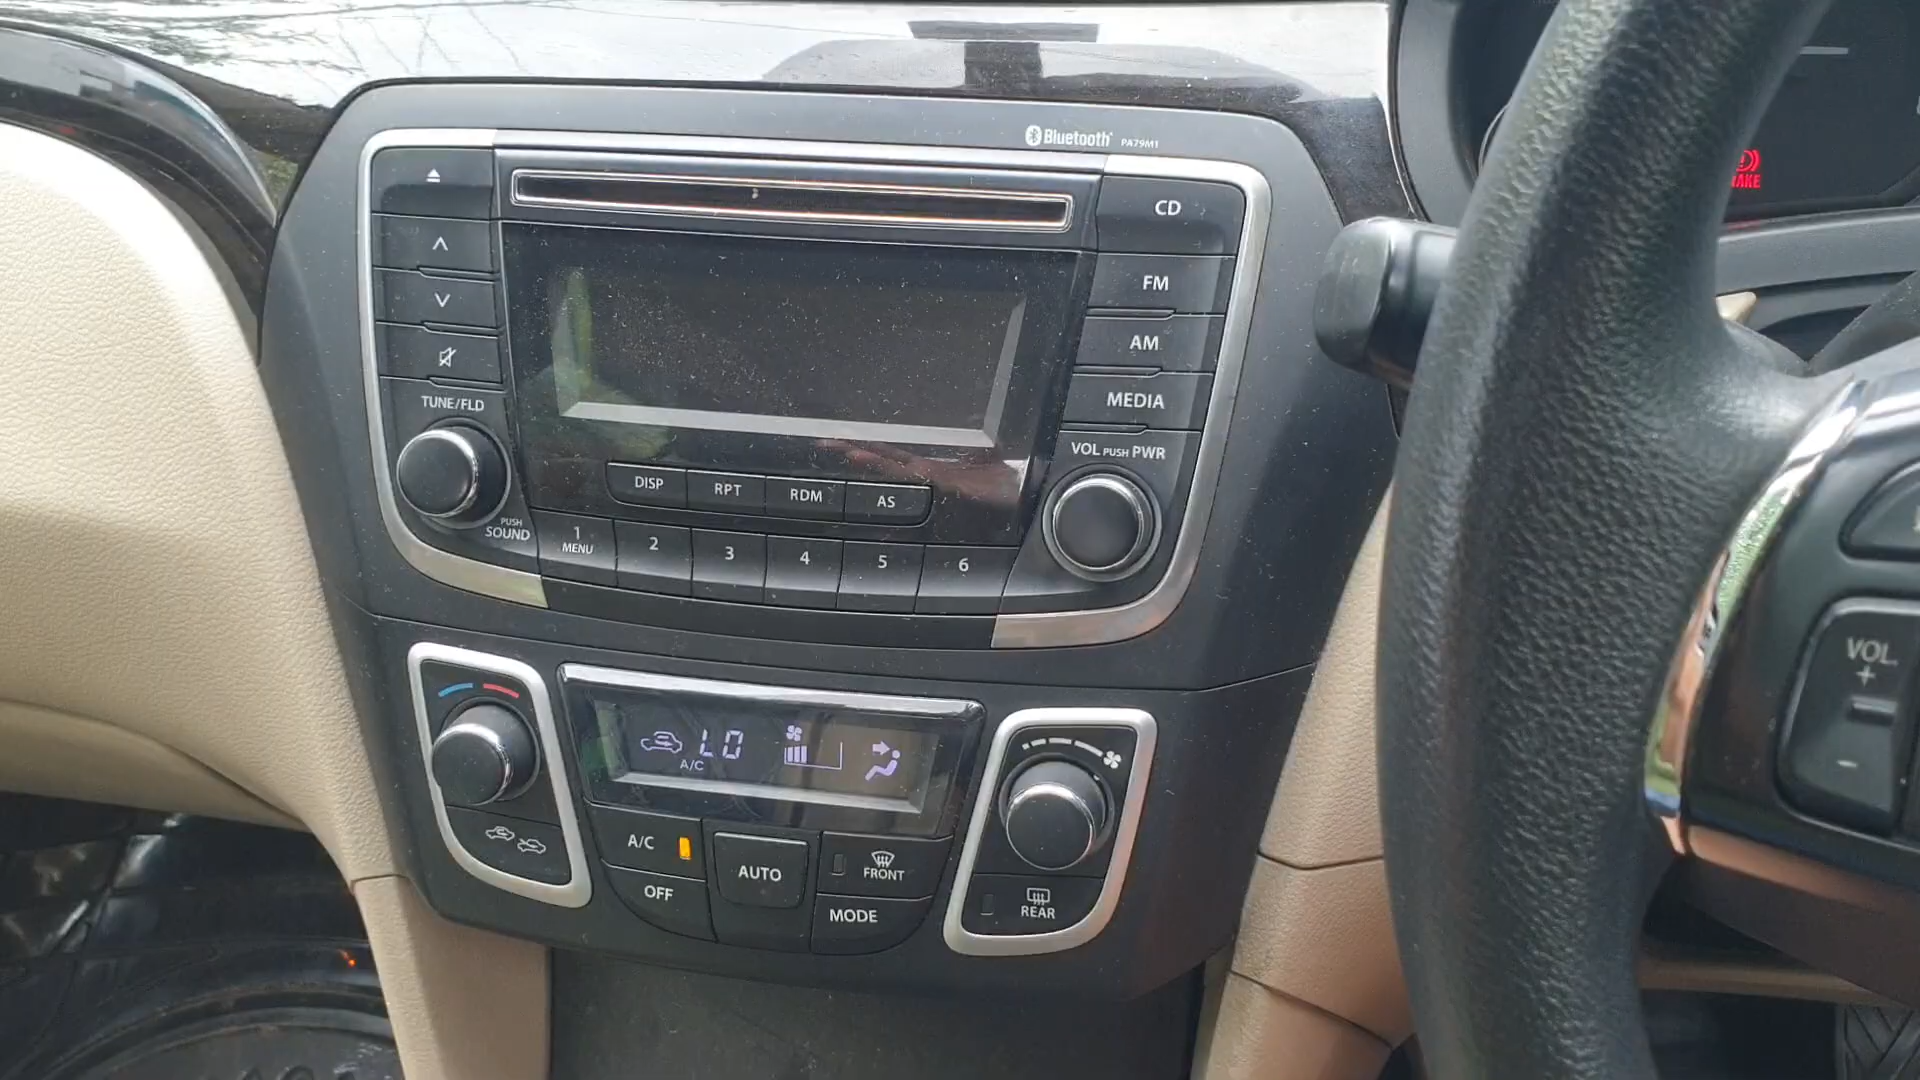 Bluetooth PA79M1
CD
FM
AM
MEDIA
TUNE/FLD
VOL PUSH PWR
DISP
RPT
RDM
AS
PUSH
SOUND
1
MENU
2
3
4
5
6
LO
A/C
A/C
OFF
AUTO
FRONT
MODE
REAR
VOL
+
-